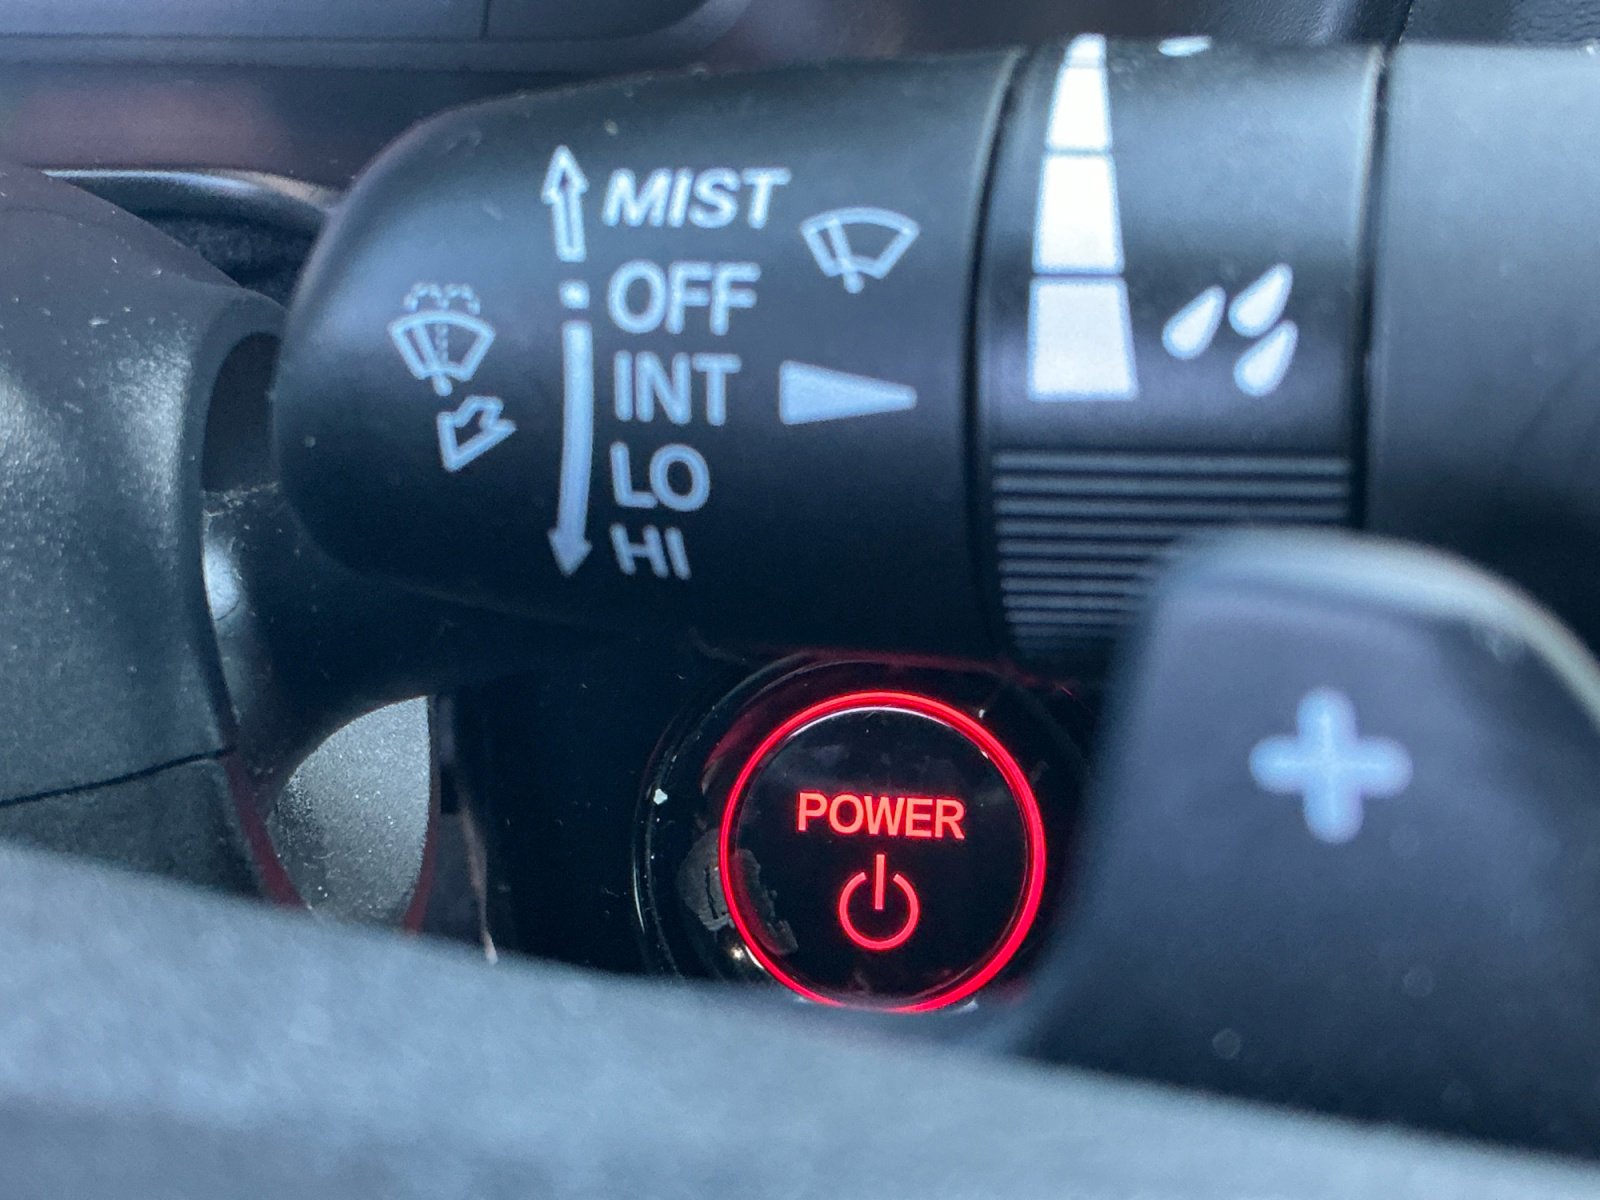 MIST
OFF
INT
LO
HI
POWER
+